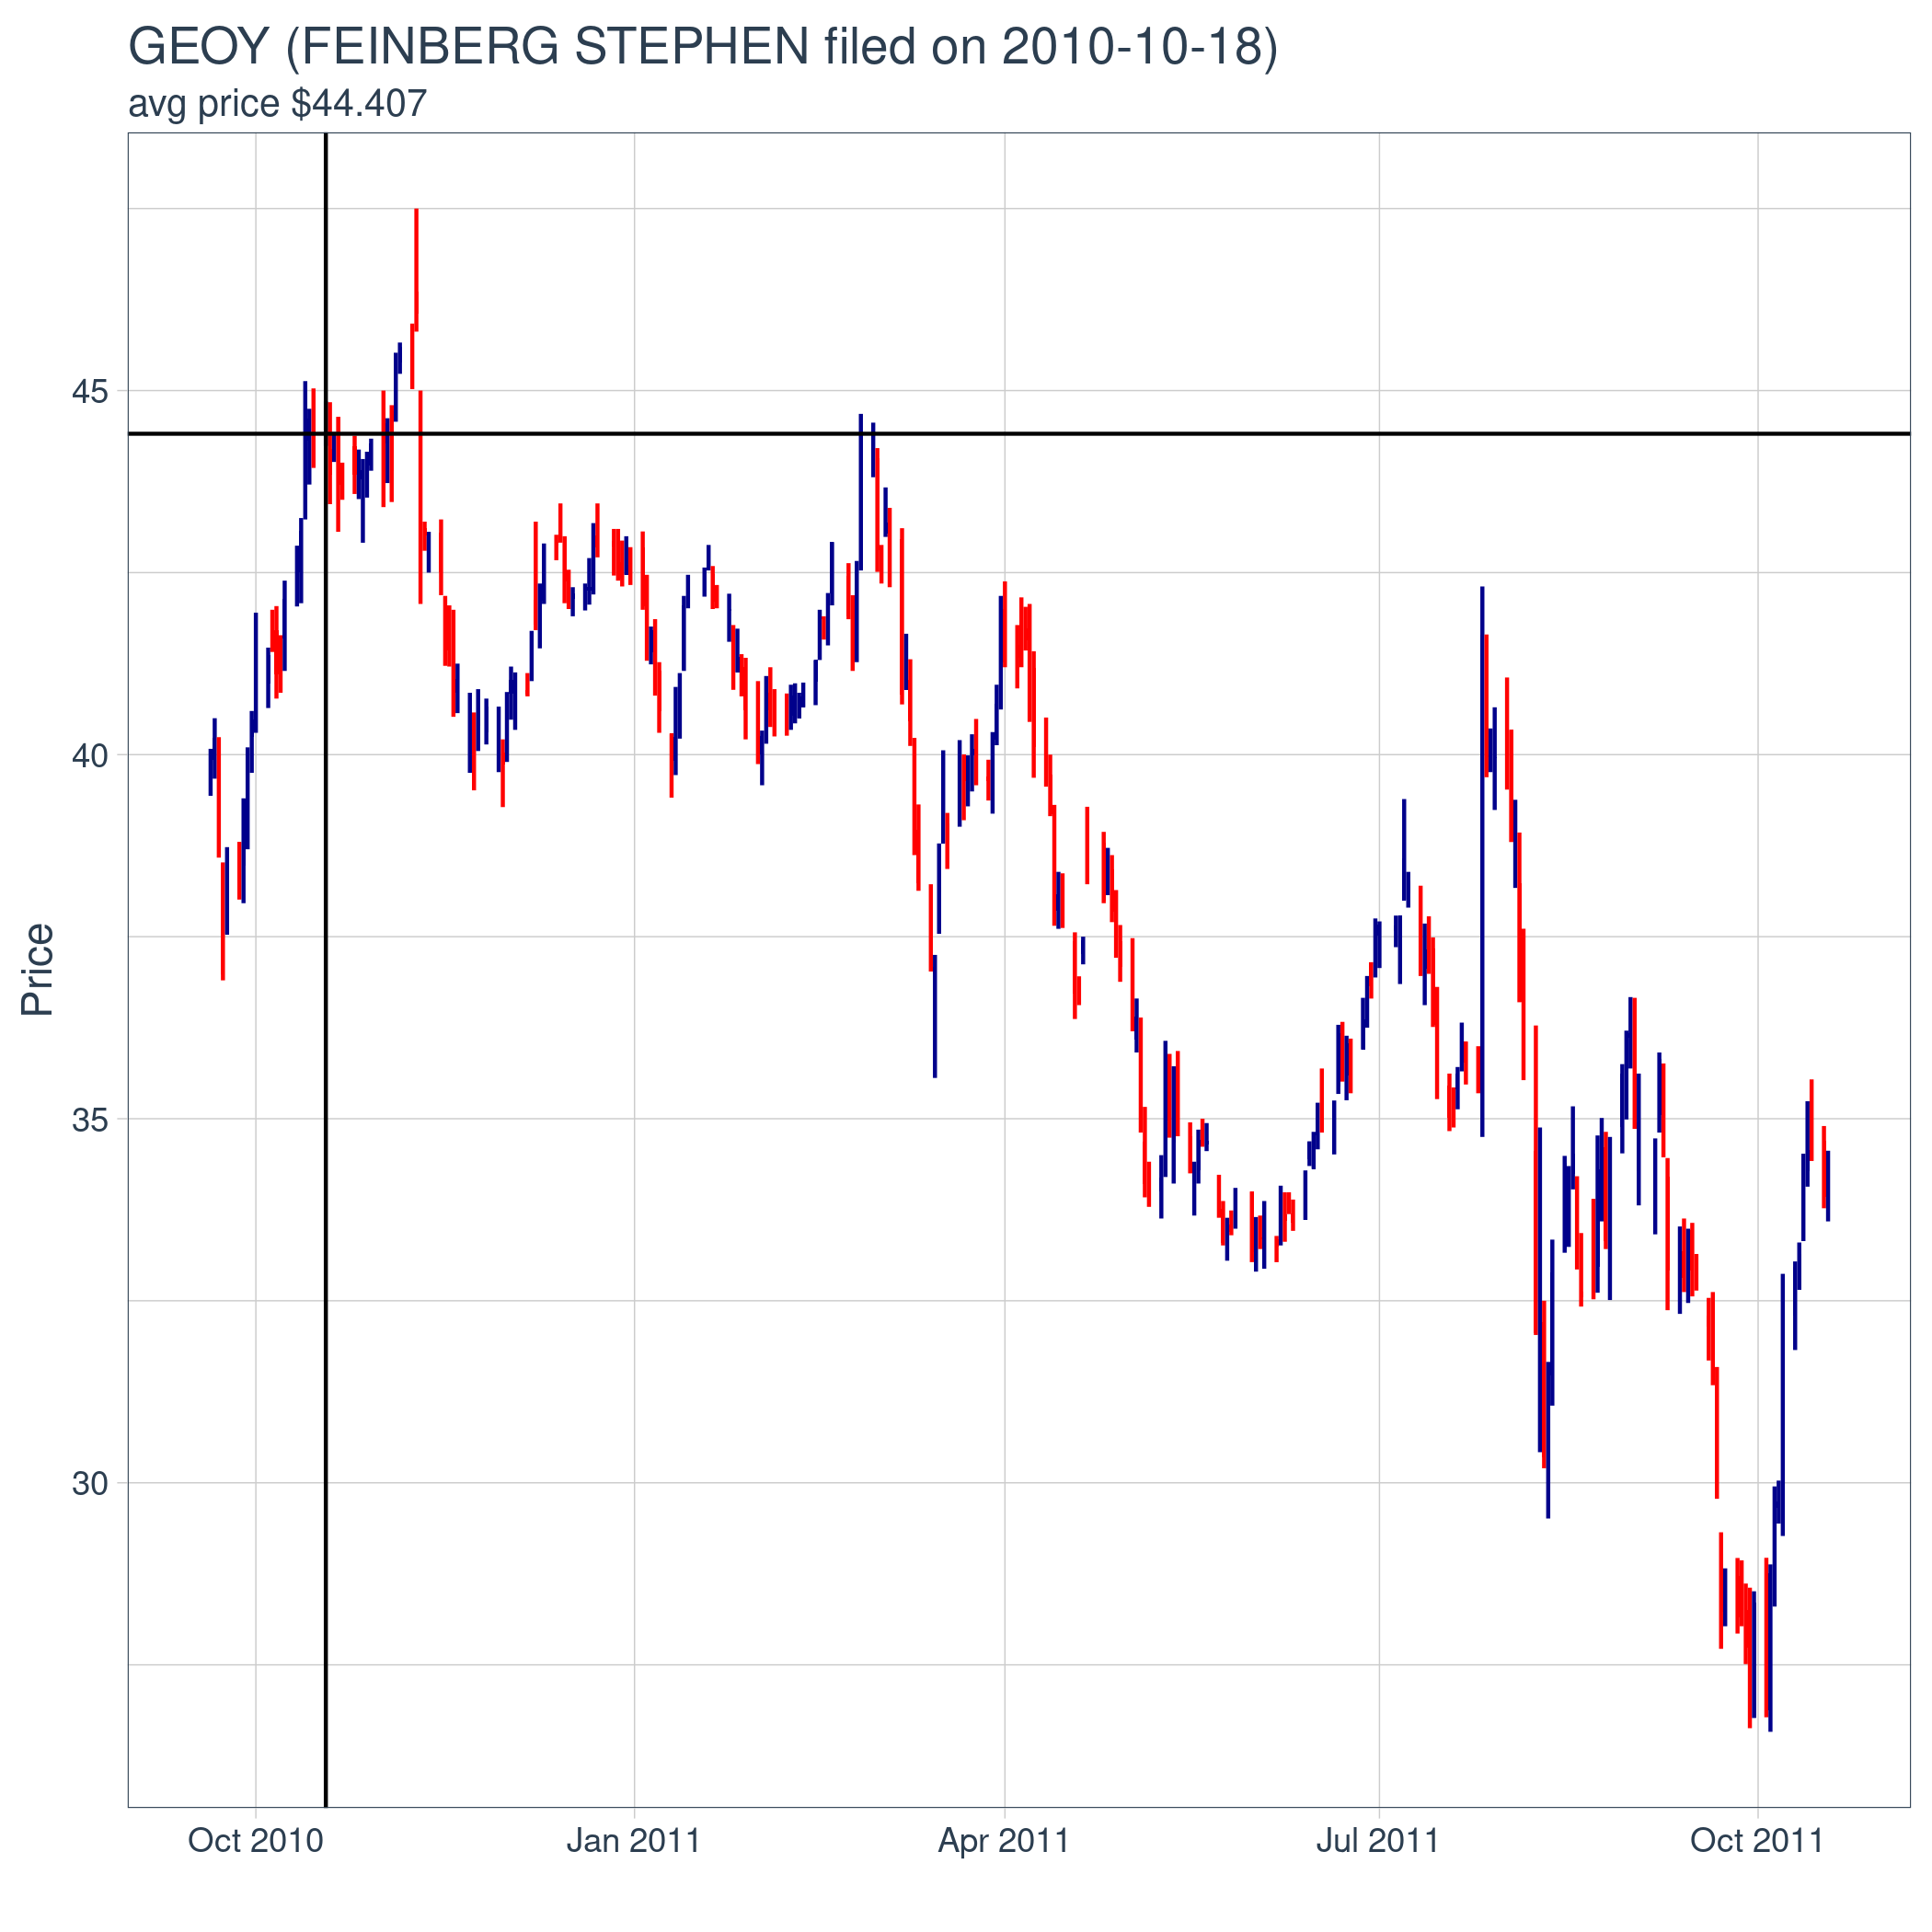 GEOY (FEINBERG STEPHEN filed on 2010-10-18)
avg price $44.407
45
40
35
30
Price
Oct 2010
Jan 2011
Apr 2011
Jul 2011
Oct 2011